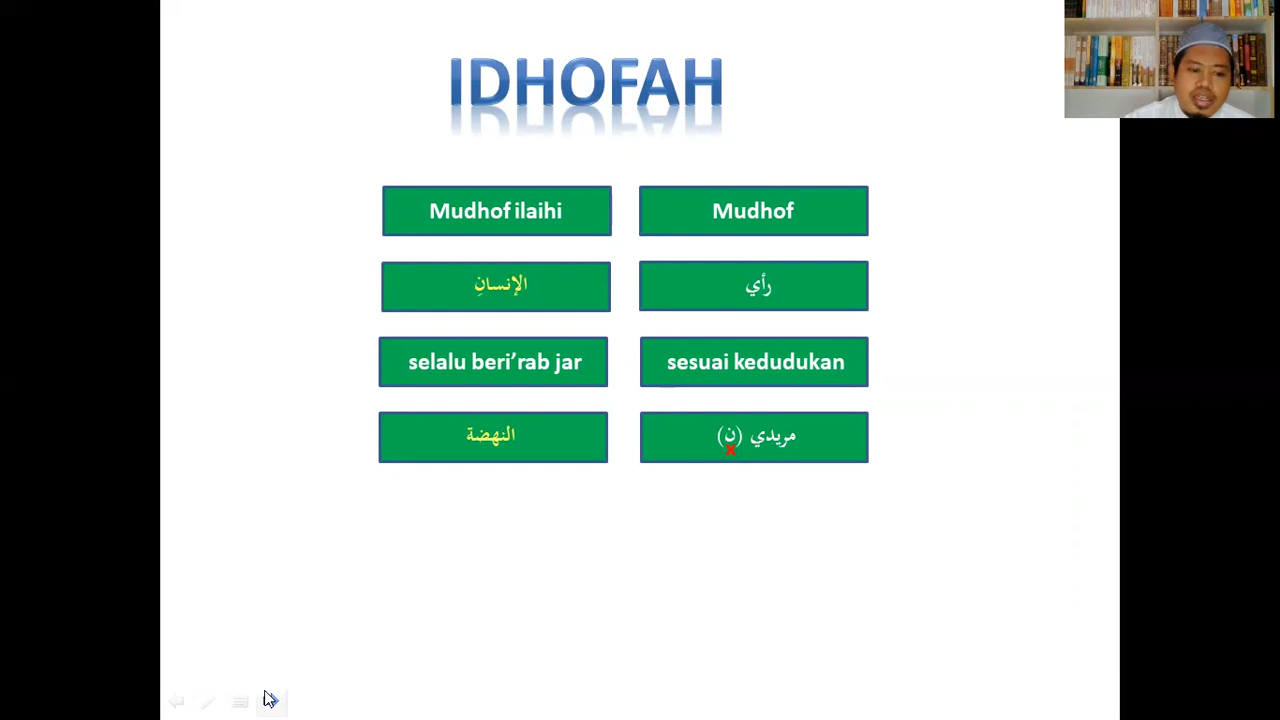 IDHOFAH
Mudhof ilaihi
Mudhof
الإنسانِ
رأي
selalu beri’rab jar
sesuai kedudukan
النهضة
مريدي (ن)
x